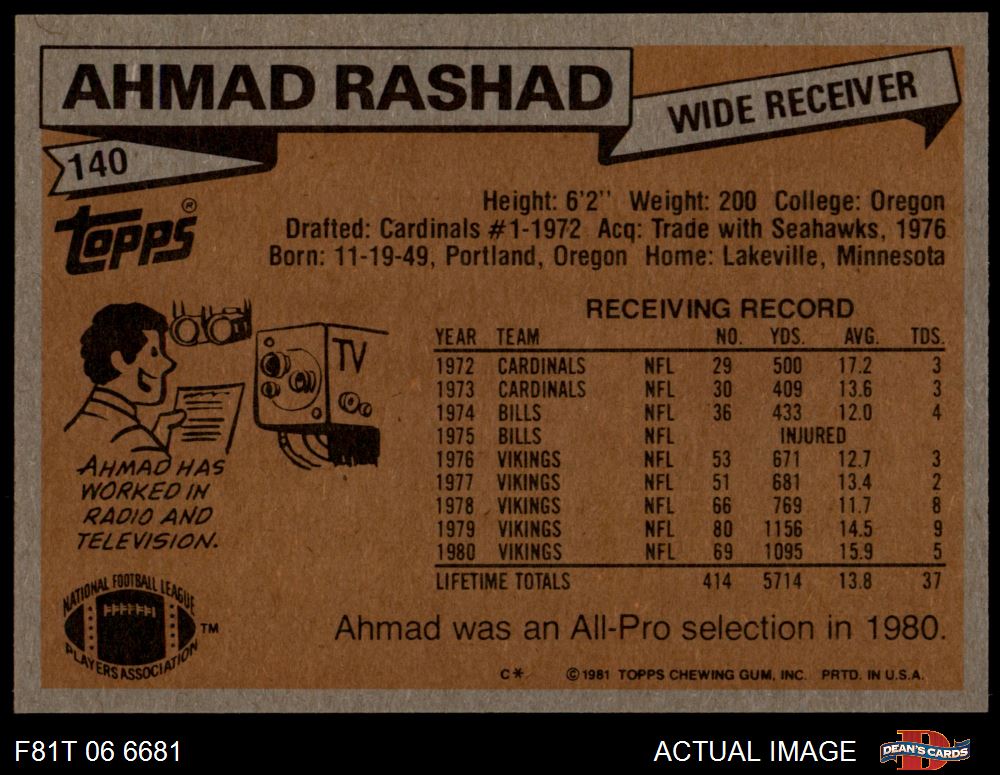 AHMAD RASHAD
WIDE RECEIVER
140
topps®
Height: 6'2'' Weight: 200 College: Oregon
Drafted: Cardinals #1-1972 Acq: Trade with Seahawks, 1976
Born: 11-19-49, Portland, Oregon Home: Lakeville, Minnesota
TV
AHMAD HAS
WORKED IN
RADIO AND
TELEVISION.
RECEIVING RECORD
YEAR TEAM NO. YDS. AVG. TDS.
1972 CARDINALS NFL 29 500 17.2 3
1973 CARDINALS NFL 30 409 13.6 3
1974 BILLS NFL 36 433 12.0 4
1975 BILLS NFL INJURED
1976 VIKINGS NFL 53 671 12.7 3
1977 VIKINGS NFL 51 681 13.4 2
1978 VIKINGS NFL 66 769 11.7 8
1979 VIKINGS NFL 80 1156 14.5 9
1980 VIKINGS NFL 69 1095 15.9 5
LIFETIME TOTALS 414 5714 13.8 37
NATIONAL FOOTBALL LEAGUE
PLAYERS ASSOCIATION
TM
Ahmad was an All-Pro selection in 1980.
C* ©1981 TOPPS CHEWING GUM, INC. PRTD. IN U.S.A.
F81T 06 6681
ACTUAL IMAGE
D
DEAN'S CARDS